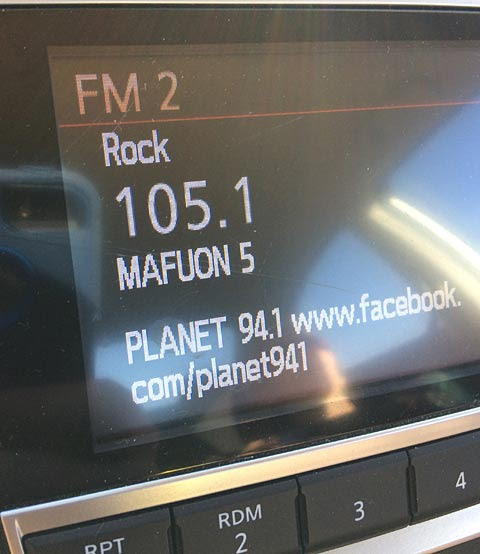 FM 2
Rock
105.1
MAFUON 5
PLANET 94.1 www.facebook.
com/planet941
RPT
RDM
2
3
4